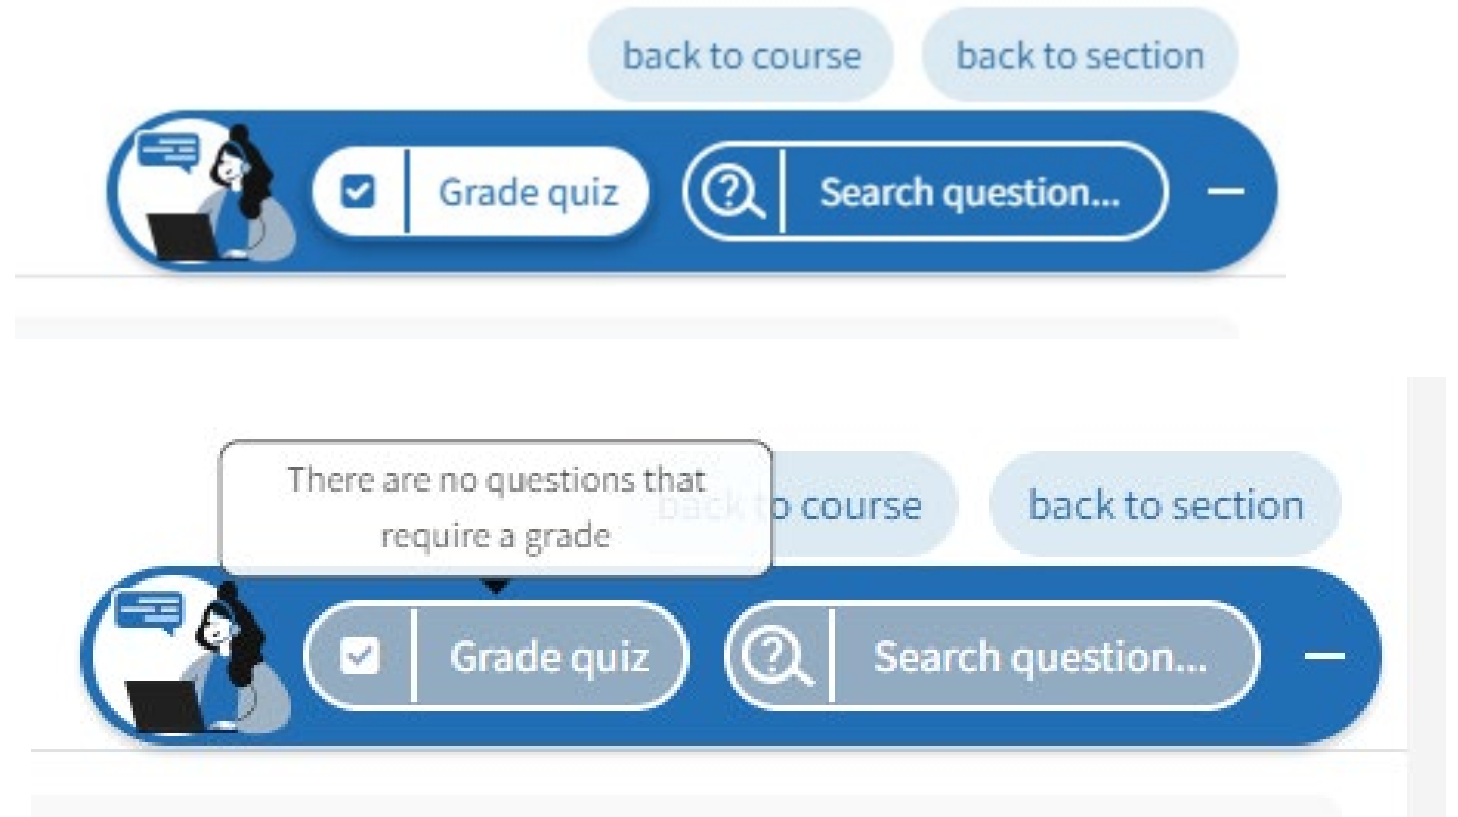 back to course
back to section
Grade quiz
Search question...
There are no questions that
require a grade
back to course
back to section
Grade quiz
Search question...